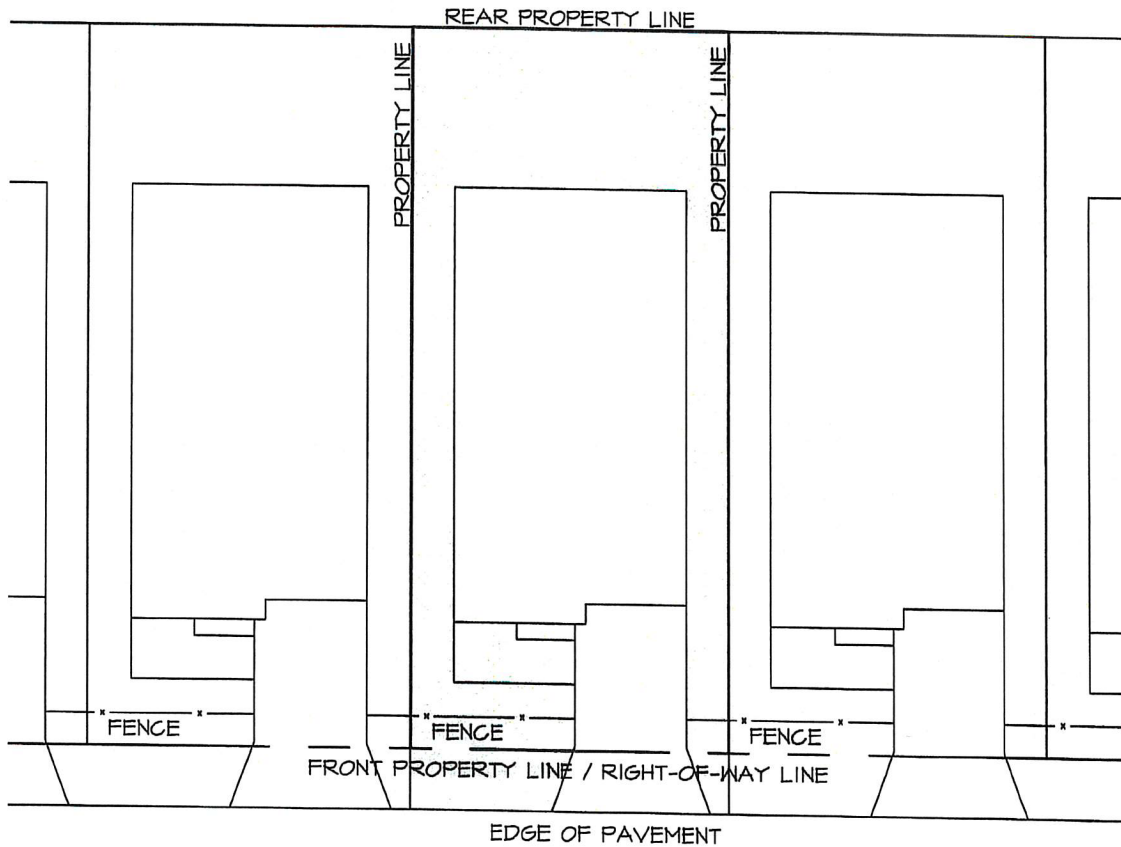 REAR PROPERTY LINE
PROPERTY LINE
PROPERTY LINE
FENCE
FENCE
FENCE
FRONT PROPERTY LINE / RIGHT-OF-WAY LINE
EDGE OF PAVEMENT